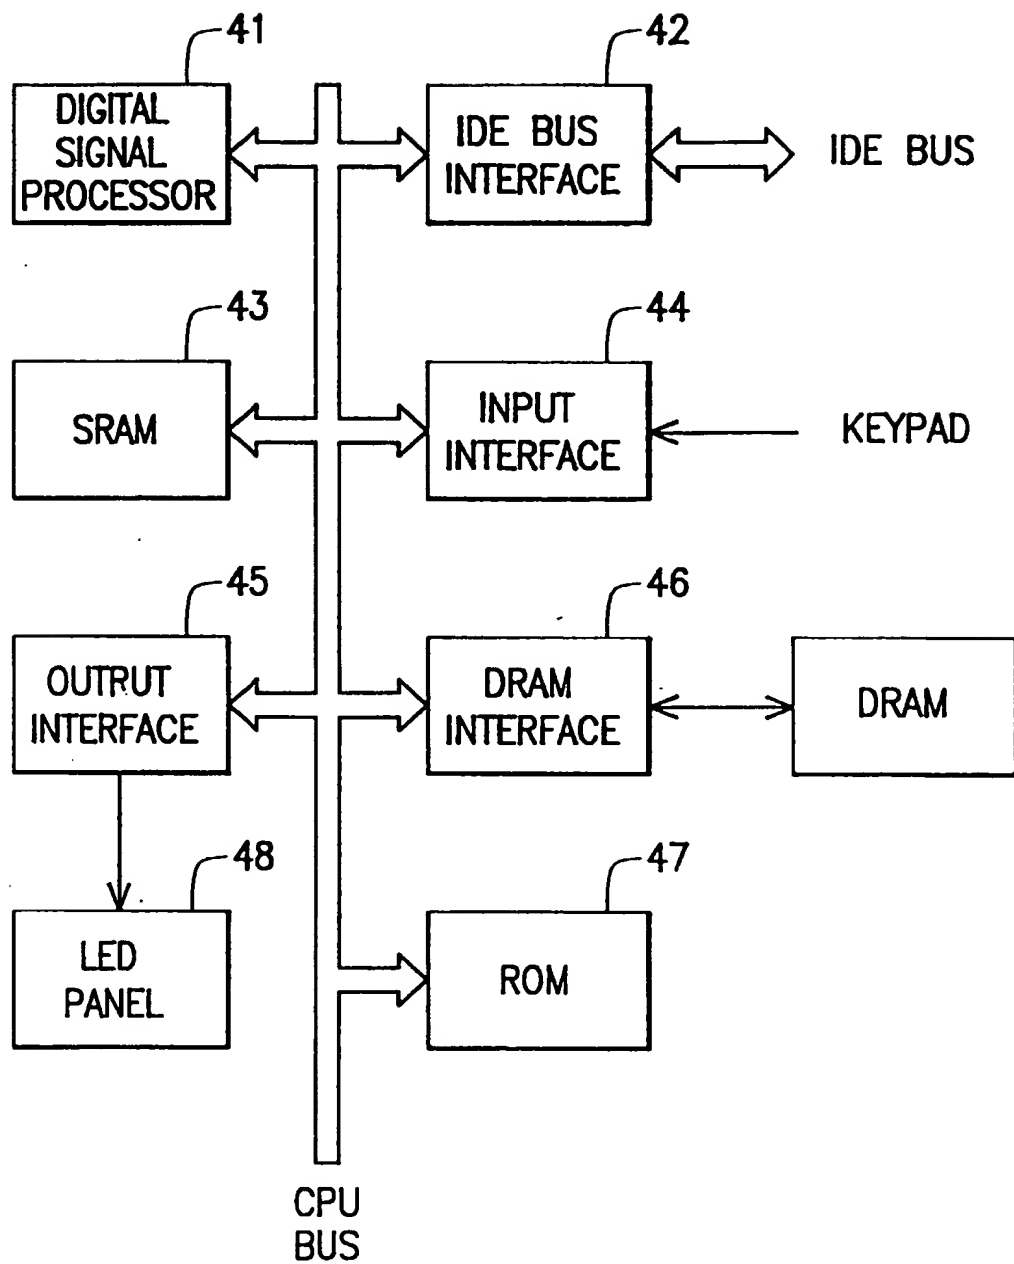 41
DIGITAL
SIGNAL
PROCESSOR
42
IDE BUS
INTERFACE
IDE BUS
43
SRAM
44
INPUT
INTERFACE
KEYPAD
45
OUTRUT
INTERFACE
46
DRAM
INTERFACE
DRAM
48
LED
PANEL
47
ROM
CPU
BUS